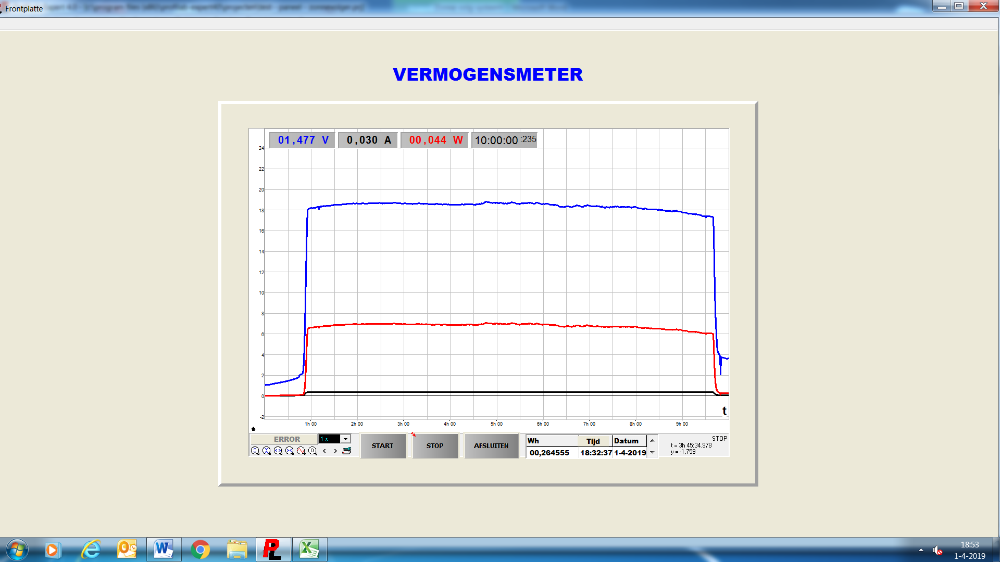 Frontplatte
VERMOGENSMETER
01,477 V 0,030 A 00,044 W 10:00:00 :235
24
22
20
18
16
14
12
10
8
6
4
2
0
-2
t
1h 00 2h 00 3h 00 4h 00 5h 00 6h 00 7h 00 8h 00 9h 00
ERROR 1 s
START STOP AFSLUITEN
Wh Tijd Datum
00,264555 18:32:37 1-4-2019
STOP
t = 3h 45:34.978
y = -1,759
18:53
1-4-2019